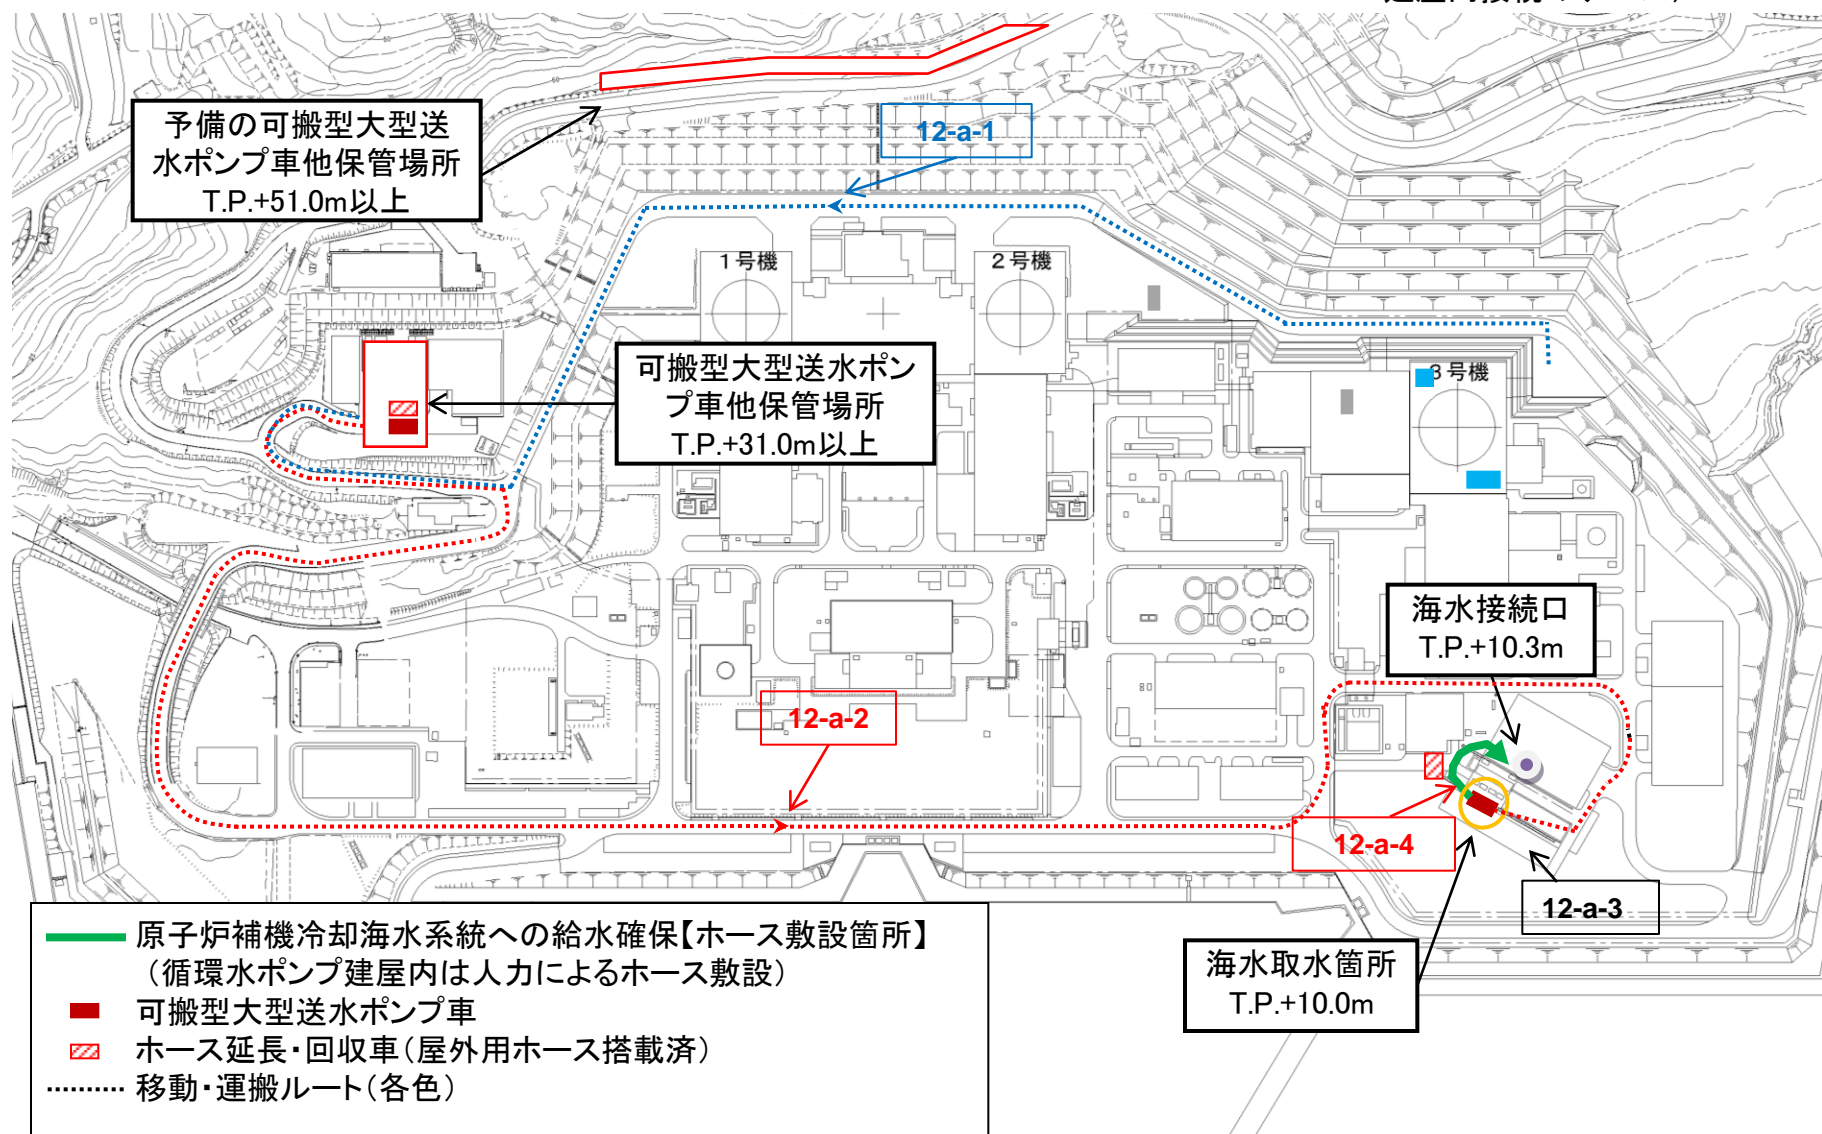 予備の可搬型大型送
水ポンプ車他保管場所
T.P.+51.0m以上
12-a-1
1号機
2号機
可搬型大型送水ポン
プ車他保管場所
T.P.+31.0m以上
3号機
海水接続口
T.P.+10.3m
12-a-2
12-a-4
12-a-3
海水取水箇所
T.P.+10.0m
原子炉補機冷却海水系統への給水確保【ホース敷設箇所】
（循環水ポンプ建屋内は人力によるホース敷設）
可搬型大型送水ポンプ車
ホース延長・回収車（屋外用ホース搭載済）
移動・運搬ルート（各色）